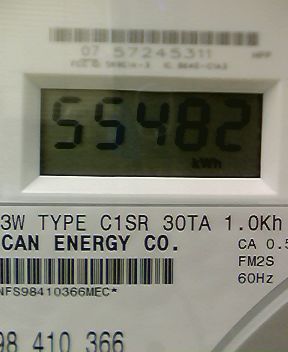 07 57245311
55482
kWh
3W TYPE C1SR 30TA 1.0Kh
CAN ENERGY CO.
CA 0.5
FM2S
60Hz
NFS98410366MEC*
98 410 366